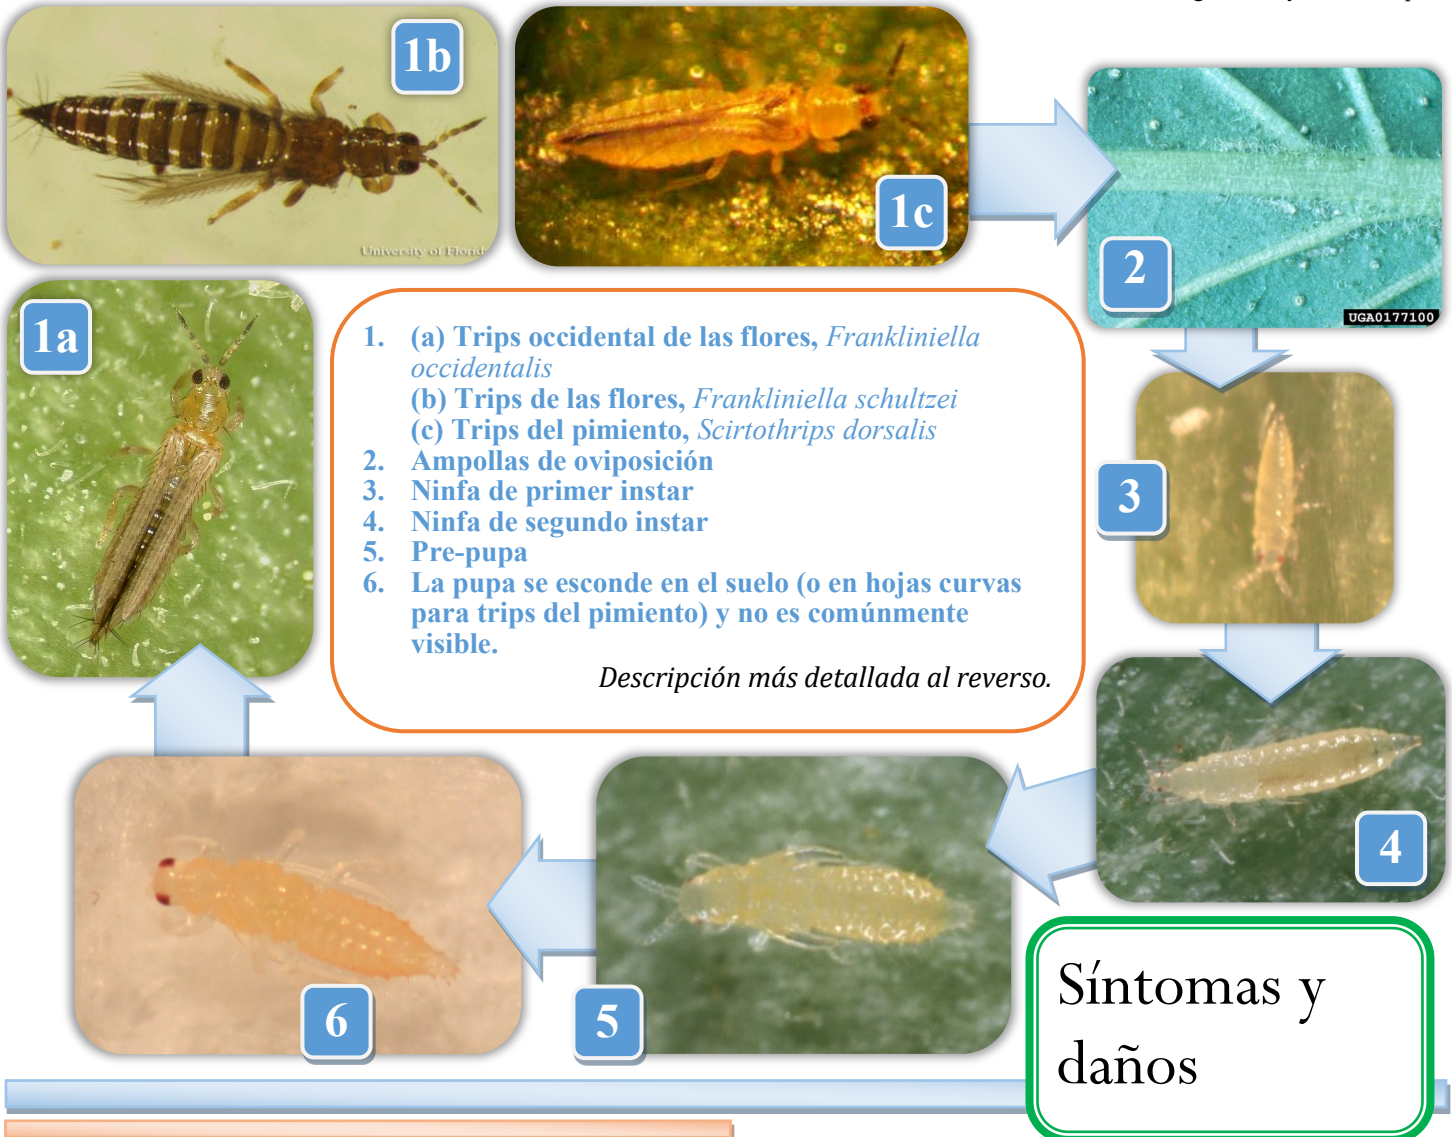 1b
1c
University of Florid
2
UGA0177100
1a
1. (a) Trips occidental de las flores, Frankliniella
occidentalis
(b) Trips de las flores, Frankliniella schultzei
(c) Trips del pimiento, Scirtothrips dorsalis
2. Ampollas de oviposición
3. Ninfa de primer instar
4. Ninfa de segundo instar
5. Pre-pupa
6. La pupa se esconde en el suelo (o en hojas curvas
para trips del pimiento) y no es comúnmente
visible.
Descripción más detallada al reverso.
3
4
5
6
Síntomas y
daños